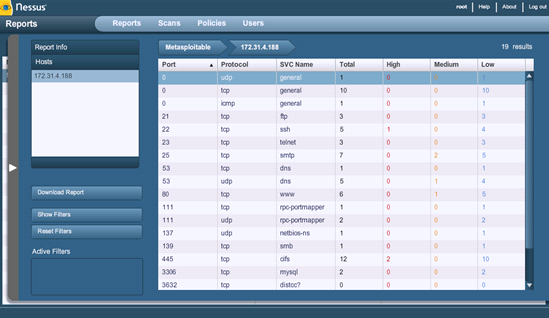 Nessus
root Help About Log out
Reports
Reports Scans Policies Users
Report Info
Hosts
172.31.4.188
Download Report
Show Filters
Reset Filters
Active Filters
Metasploitable 172.31.4.188 19 results
Port Protocol SVC Name Total High Medium Low
0 udp general 1 0 0 1
0 tcp general 10 0 0 10
0 icmp general 1 0 0 1
21 tcp ftp 3 0 0 3
22 tcp ssh 5 1 0 4
23 tcp telnet 3 0 0 3
25 tcp smtp 7 0 2 5
53 tcp dns 1 0 0 1
53 udp dns 5 0 1 4
80 tcp www 6 0 1 5
111 tcp rpc-portmapper 1 0 0 1
111 udp rpc-portmapper 2 0 0 2
137 udp netbios-ns 1 0 0 1
139 tcp smb 1 0 0 1
445 tcp cifs 12 2 0 10
3306 tcp mysql 2 0 0 2
3632 tcp distcc? 0 0 0 0